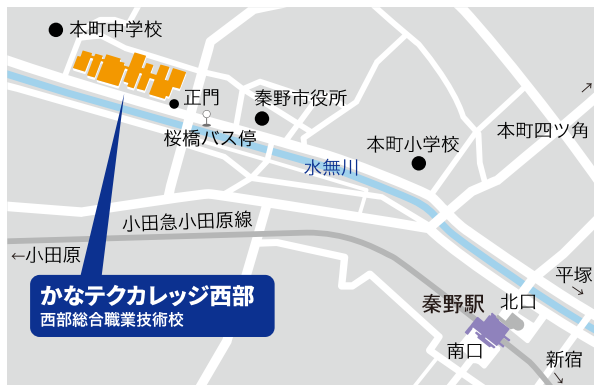 本町中学校
正門
秦野市役所
桜橋バス停
本町小学校
本町四ツ角
水無川
小田急小田原線
←小田原
かなテクカレッジ西部
西部総合職業技術校
秦野駅
北口
南口
平塚
新宿